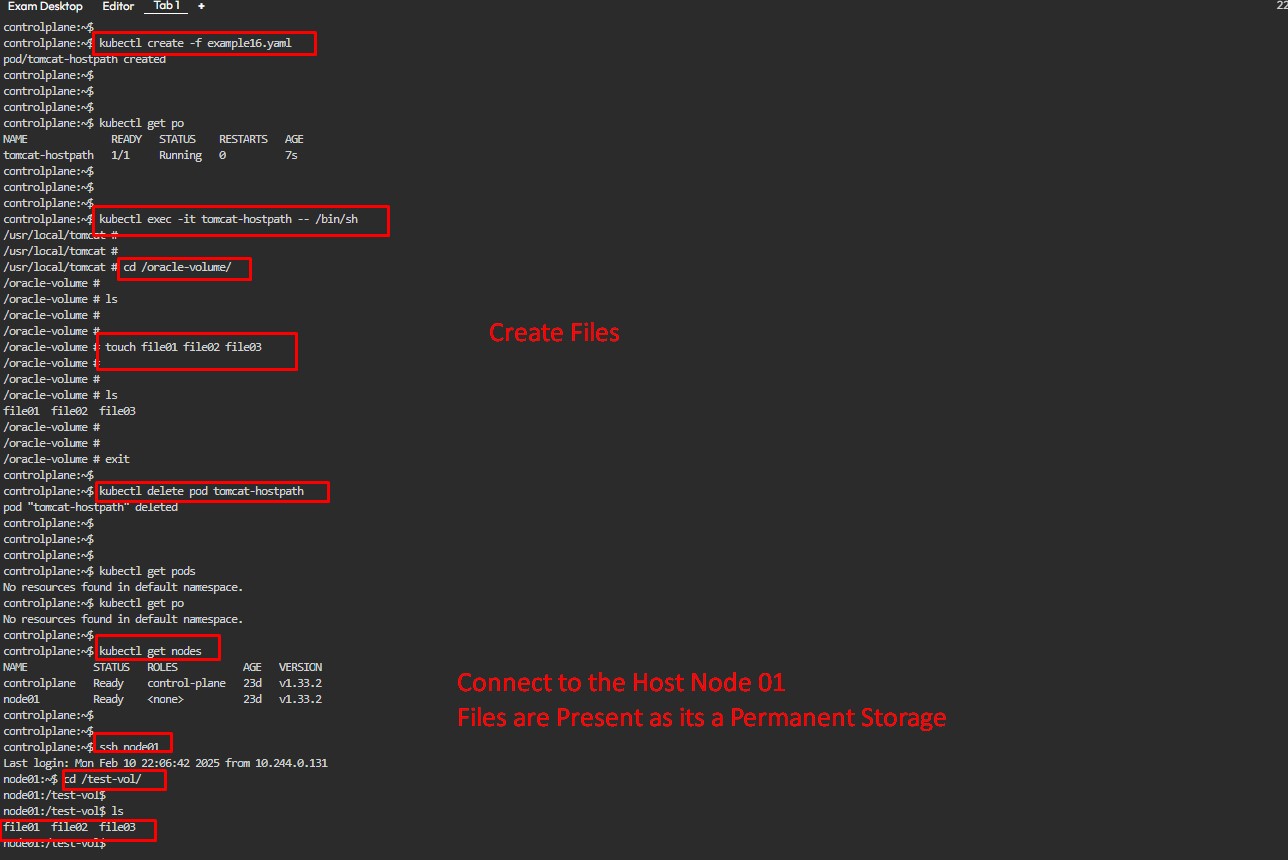 Exam Desktop Editor Tab 1 + 22
controlplane:~$
controlplane:~$ kubectl create -f example16.yaml
pod/tomcat-hostpath created
controlplane:~$
controlplane:~$
controlplane:~$
controlplane:~$ kubectl get po
NAME READY STATUS RESTARTS AGE
tomcat-hostpath 1/1 Running 0 7s
controlplane:~$
controlplane:~$
controlplane:~$
controlplane:~$ kubectl exec -it tomcat-hostpath -- /bin/sh
/usr/local/tomcat #
/usr/local/tomcat #
/usr/local/tomcat # cd /oracle-volume/
/oracle-volume #
/oracle-volume # ls
/oracle-volume #
/oracle-volume #
Create Files
/oracle-volume # touch file01 file02 file03
/oracle-volume #
/oracle-volume #
/oracle-volume # ls
file01 file02 file03
/oracle-volume #
/oracle-volume #
/oracle-volume # exit
controlplane:~$
controlplane:~$ kubectl delete pod tomcat-hostpath
pod "tomcat-hostpath" deleted
controlplane:~$
controlplane:~$
controlplane:~$
controlplane:~$ kubectl get pods
No resources found in default namespace.
controlplane:~$ kubectl get po
No resources found in default namespace.
controlplane:~$
controlplane:~$ kubectl get nodes
NAME STATUS ROLES AGE VERSION
controlplane Ready control-plane 23d v1.33.2
node01 Ready <none> 23d v1.33.2
Connect to the Host Node 01
Files are Present as its a Permanent Storage
controlplane:~$
controlplane:~$
controlplane:~$ ssh node01
Last login: Mon Feb 10 22:06:42 2025 from 10.244.0.131
node01:~$ cd /test-vol/
node01:/test-vol$
node01:/test-vol$ ls
file01 file02 file03
node01:/test-vol$